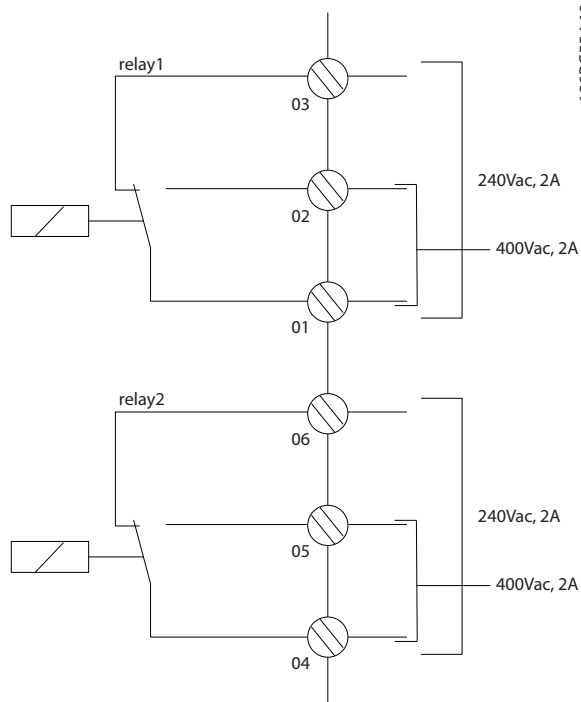 relay1
03
240Vac, 2A
02
400Vac, 2A
01
relay2
06
240Vac, 2A
05
400Vac, 2A
04